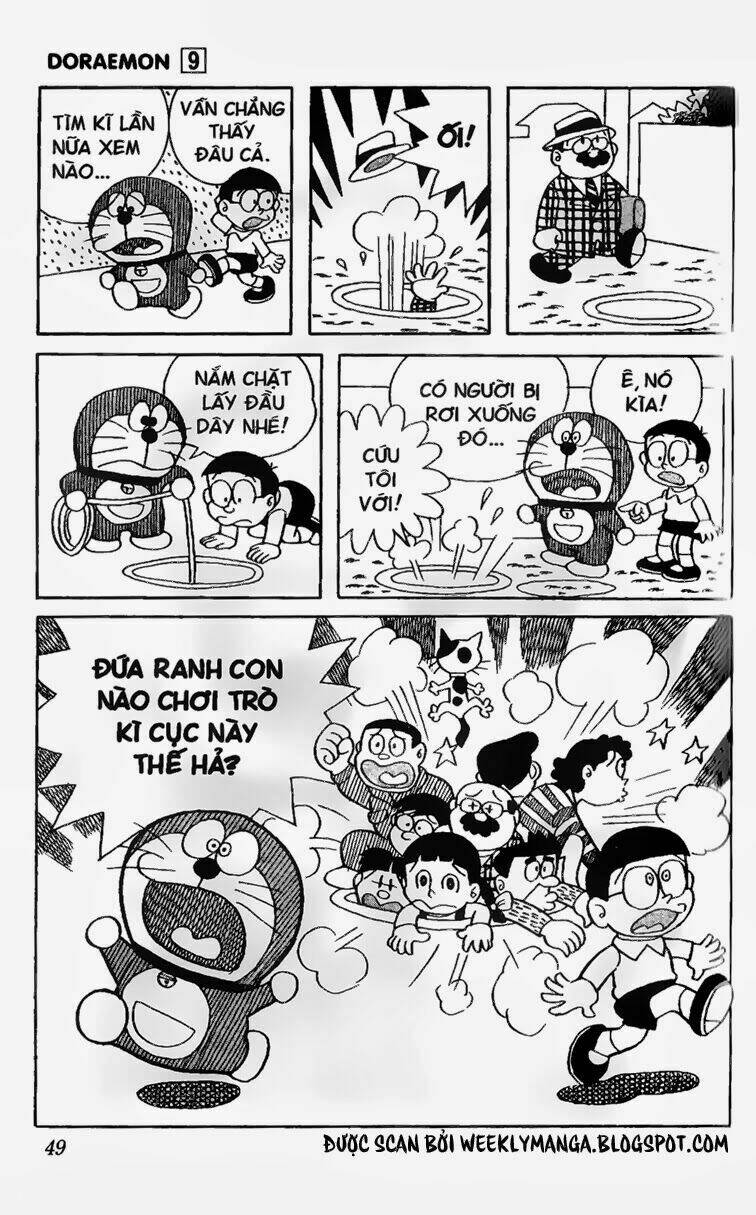 DORAEMON 9
ỐI!
VẪN CHẲNG
THẤY
ĐÂU CẢ.
TÌM KĨ LẦN
NỮA XEM
NÀO...
Ê, NÓ
KÌA!
CÓ NGƯỜI BỊ
RƠI XUỐNG
ĐÓ...
CỨU
TÔI
VỚI!
NẮM CHẶT
LẤY ĐẦU
DÂY NHÉ!
ĐỨA RANH CON
NÀO CHƠI TRÒ
KÌ CỤC NÀY
THẾ HẢ?
49
ĐƯỢC SCAN BỞI WEEKLYMANGA.BLOGSPOT.COM